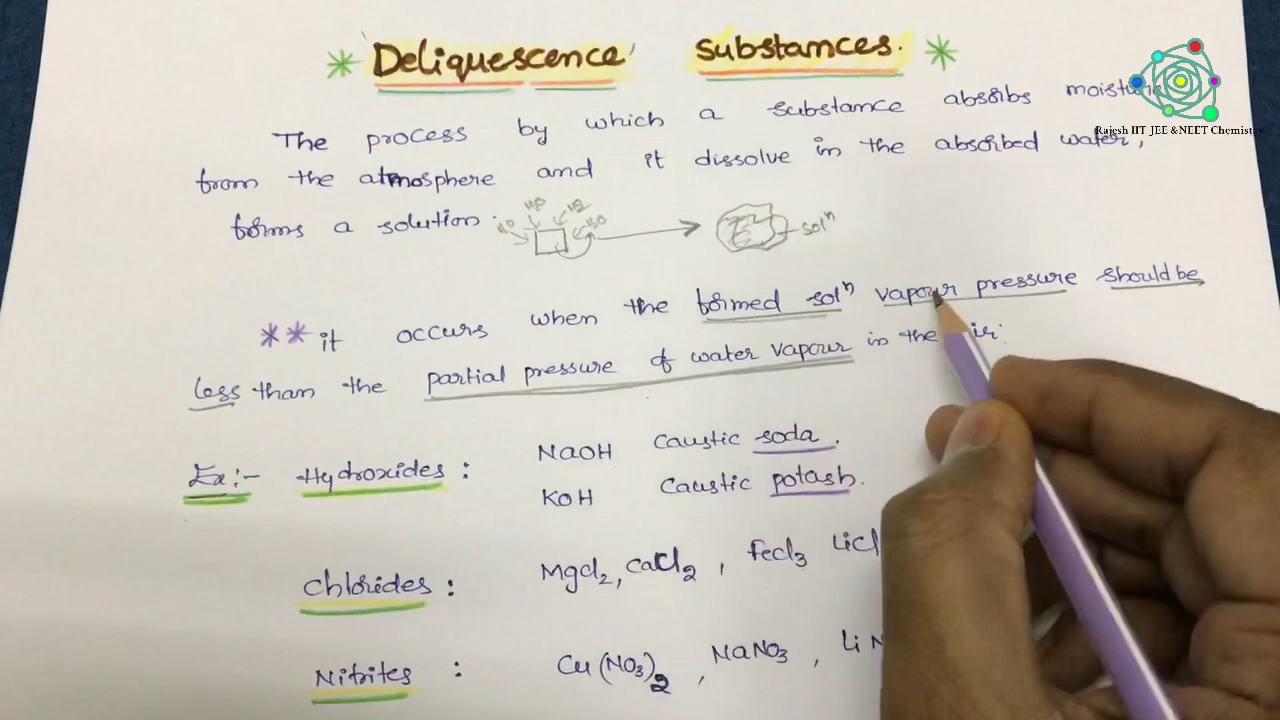 * Deliquescence Substances. *
The process by which a substance absorbs moisture
Rajesh IIT JEE &NEET Chemistry
from the atmosphere and it dissolve in the absorbed water,
forms a solution.
H2O
solⁿ
** it occurs when the formed solⁿ vapour pressure should be
less than the partial pressure of water vapour in the
Ex:- Hydroxides : NaOH Caustic soda.
KOH Caustic potash.
Chlorides : MgCl2, CaCl2, FeCl3 LiCl
Nitrites : Cu(NO3)2, NaNO3, Li